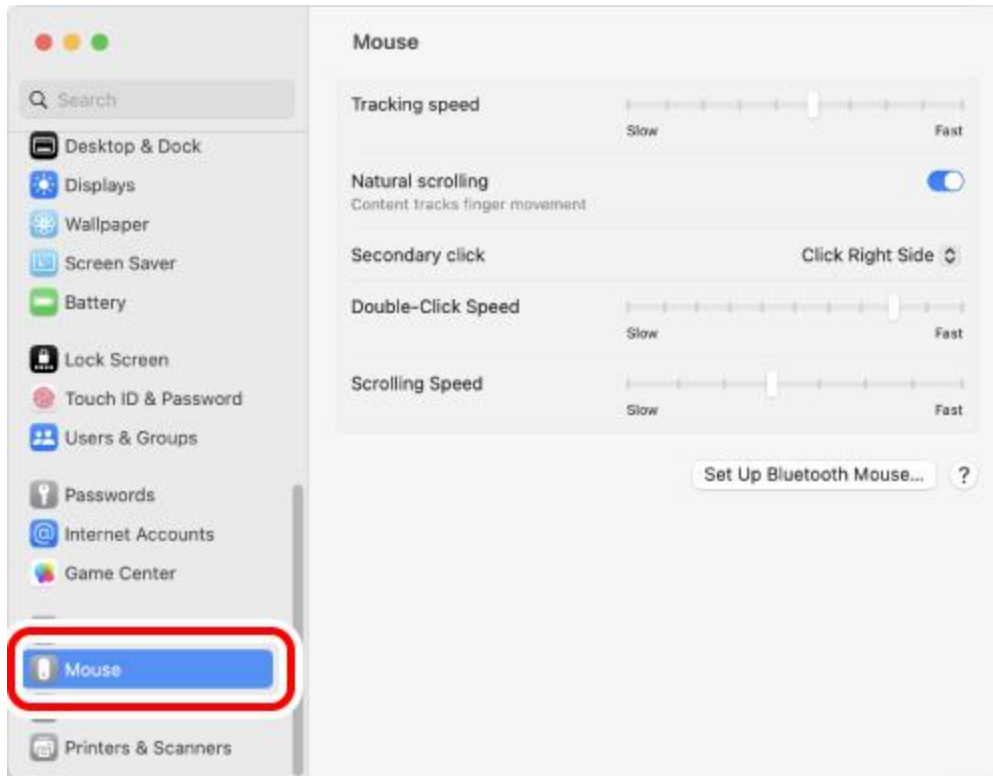 Search
Desktop & Dock
Displays
Wallpaper
Screen Saver
Battery
Lock Screen
Touch ID & Password
Users & Groups
Passwords
Internet Accounts
Game Center
Mouse
Printers & Scanners
Mouse
Tracking speed
Slow Fast
Natural scrolling
Content tracks finger movement
Secondary click Click Right Side
Double-Click Speed
Slow Fast
Scrolling Speed
Slow Fast
Set Up Bluetooth Mouse... ?